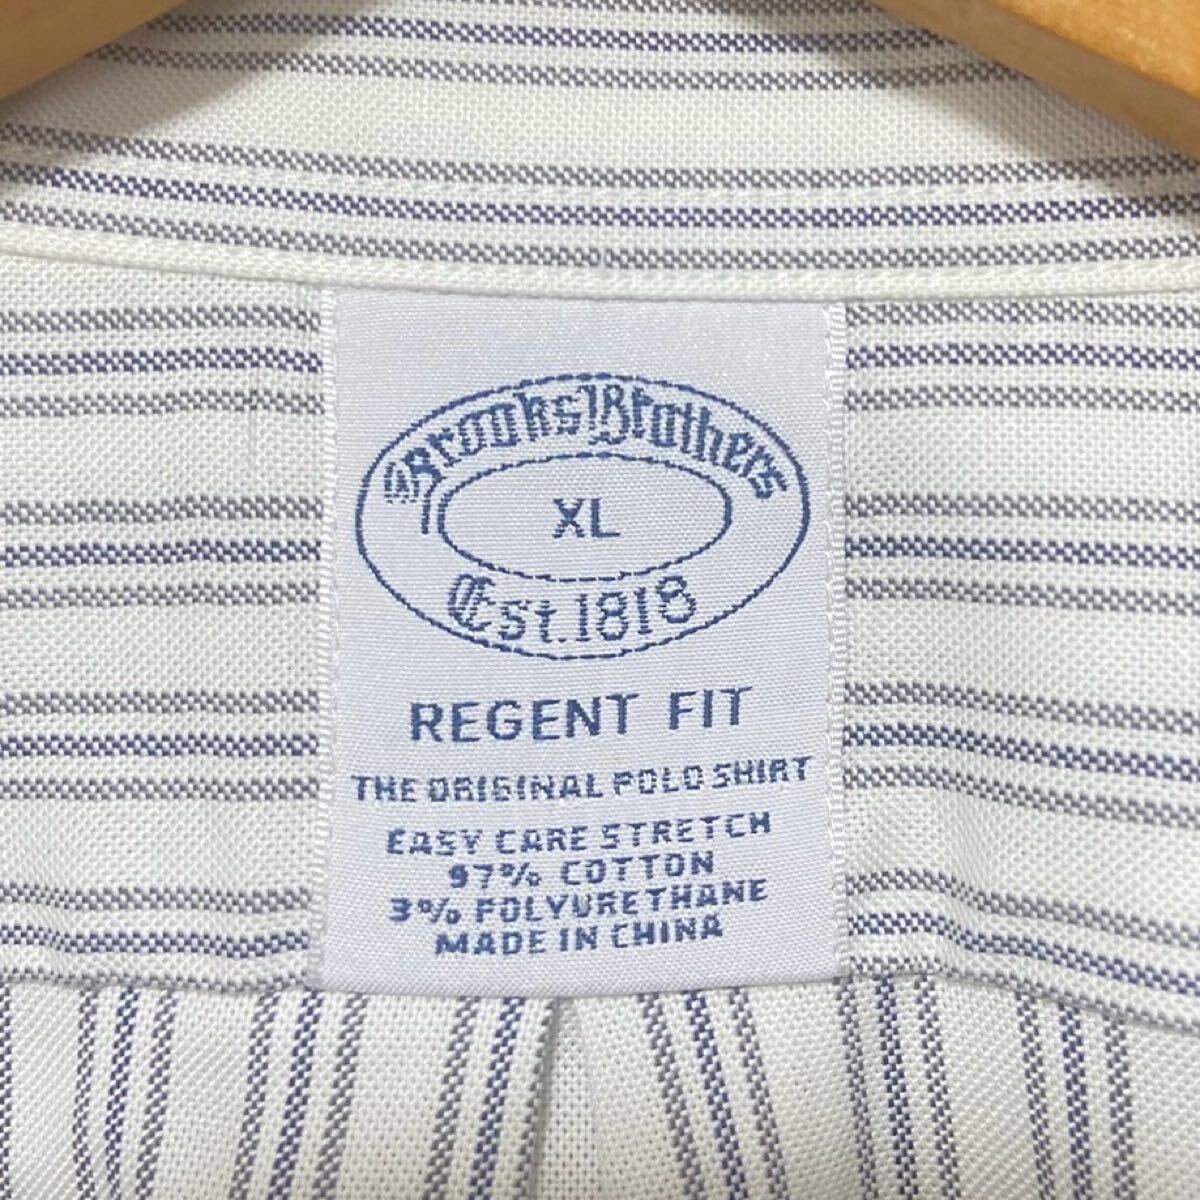 Brooks Brothers
XL
Est. 1818
REGENT FIT
THE ORIGINAL POLO SHIRT
EASY CARE STRETCH
97% COTTON
3% POLYURETHANE
MADE IN CHINA